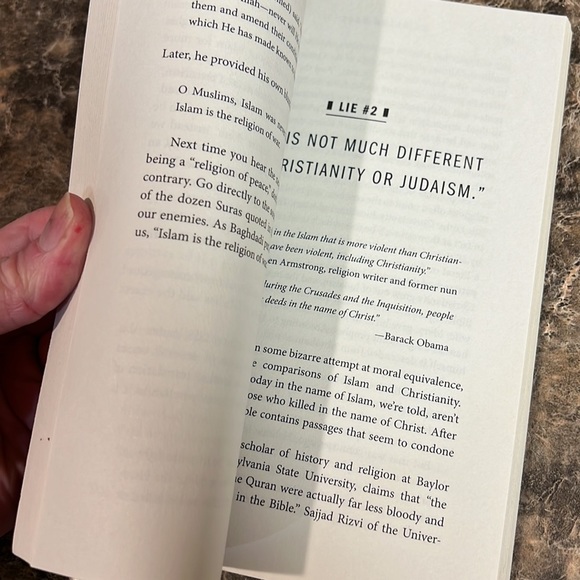 them and amend their
which He has made known
Later, he provided his own
O Muslims, Islam was
Islam is the religion of
Next time you hear the
being a “religion of peace,”
contrary. Go directly to the
of the dozen Suras quoted
our enemies. As Baghdadi
us, “Islam is the religion of
LIE #2
IS NOT MUCH DIFFERENT
RISTIANITY OR JUDAISM.”
in the Islam that is more violent than Christian-
ave been violent, including Christianity.”
en Armstrong, religion writer and former nun
during the Crusades and the Inquisition, people
deeds in the name of Christ.”
—Barack Obama
n some bizarre attempt at moral equivalence,
e comparisons of Islam and Christianity.
oday in the name of Islam, we’re told, aren’t
ose who killed in the name of Christ. After
ble contains passages that seem to condone
scholar of history and religion at Baylor
ylvania State University, claims that “the
e Quran were actually far less bloody and
in the Bible.” Sajjad Rizvi of the Univer-